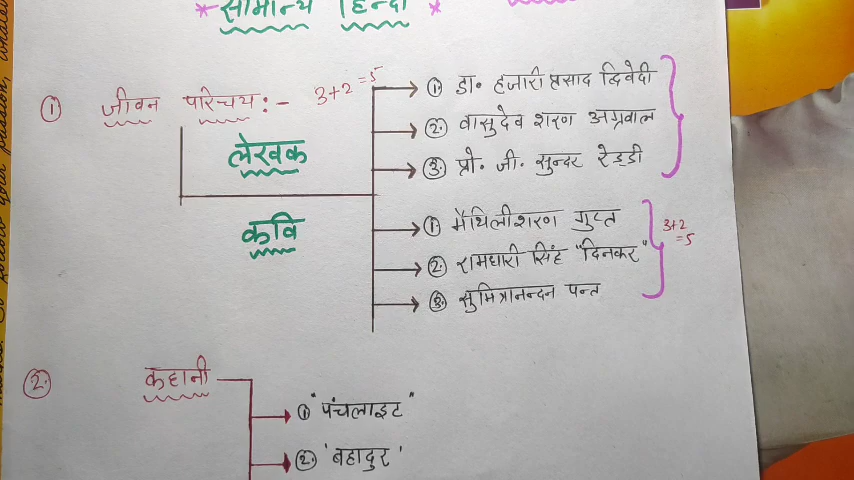 * सामान्य हिन्दी *
① जीवन परिचय :- 3+2=5
लेखक
① डा० हजारी प्रसाद द्विवेदी
②. वासुदेव शरण अग्रवाल
③. प्रो० जी० सुन्दर रेड्डी
कवि
① मैथिलीशरण गुप्त
②. रामधारी सिंह "दिनकर"
③. सुमित्रानन्दन पन्त
3+2
=5
②. कहानी
① "पंचलाइट"
②. 'बहादुर'